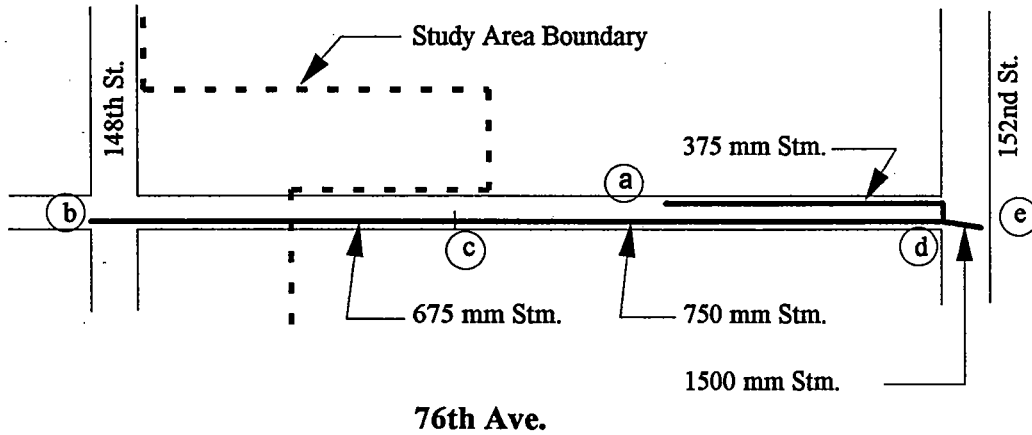 Study Area Boundary
148th St.
152nd St.
375 mm Stm.
a
b
e
c
d
675 mm Stm.
750 mm Stm.
1500 mm Stm.
76th Ave.